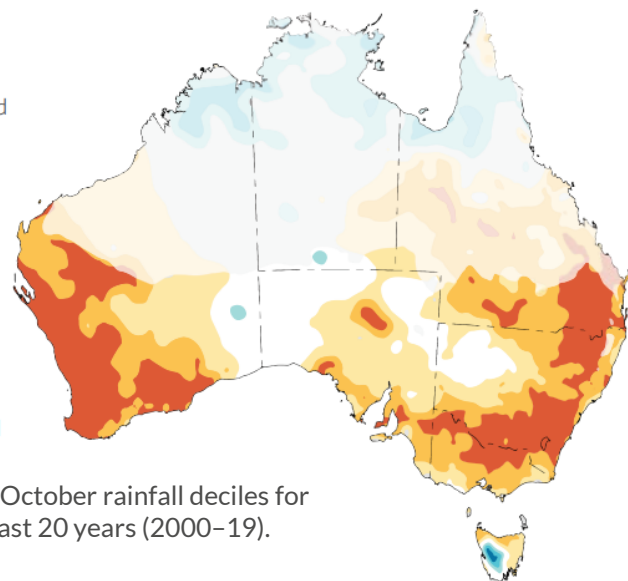 d
October rainfall deciles for
ast 20 years (2000–19).